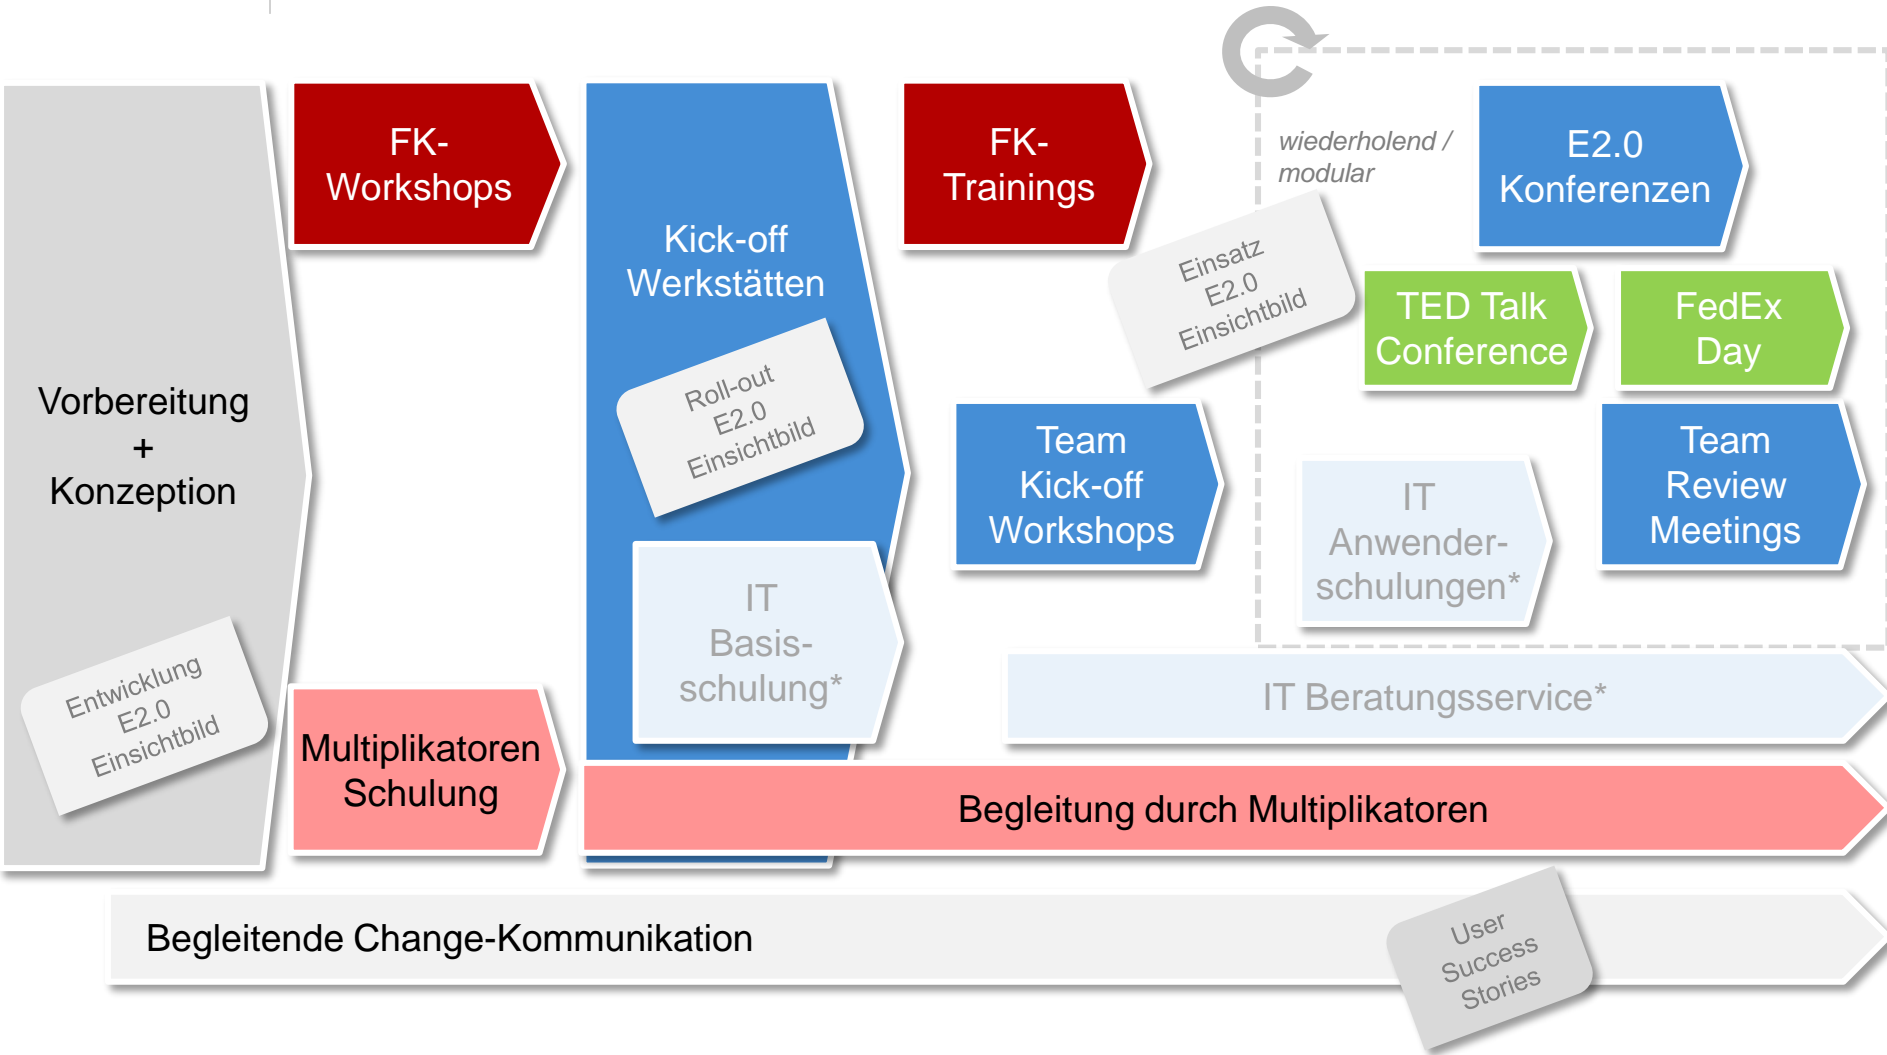 Vorbereitung
+
Konzeption
Entwicklung
E2.0
Einsichtbild
FK-
Workshops
Multiplikatoren
Schulung
Kick-off
Werkstätten
Roll-out
E2.0
Einsichtbild
IT
Basis-
schulung*
FK-
Trainings
Team
Kick-off
Workshops
Einsatz
E2.0
Einsichtbild
wiederholend /
modular
E2.0
Konferenzen
TED Talk
Conference
FedEx
Day
IT
Anwender-
schulungen*
Team
Review
Meetings
IT Beratungsservice*
Begleitung durch Multiplikatoren
Begleitende Change-Kommunikation
User
Success
Stories